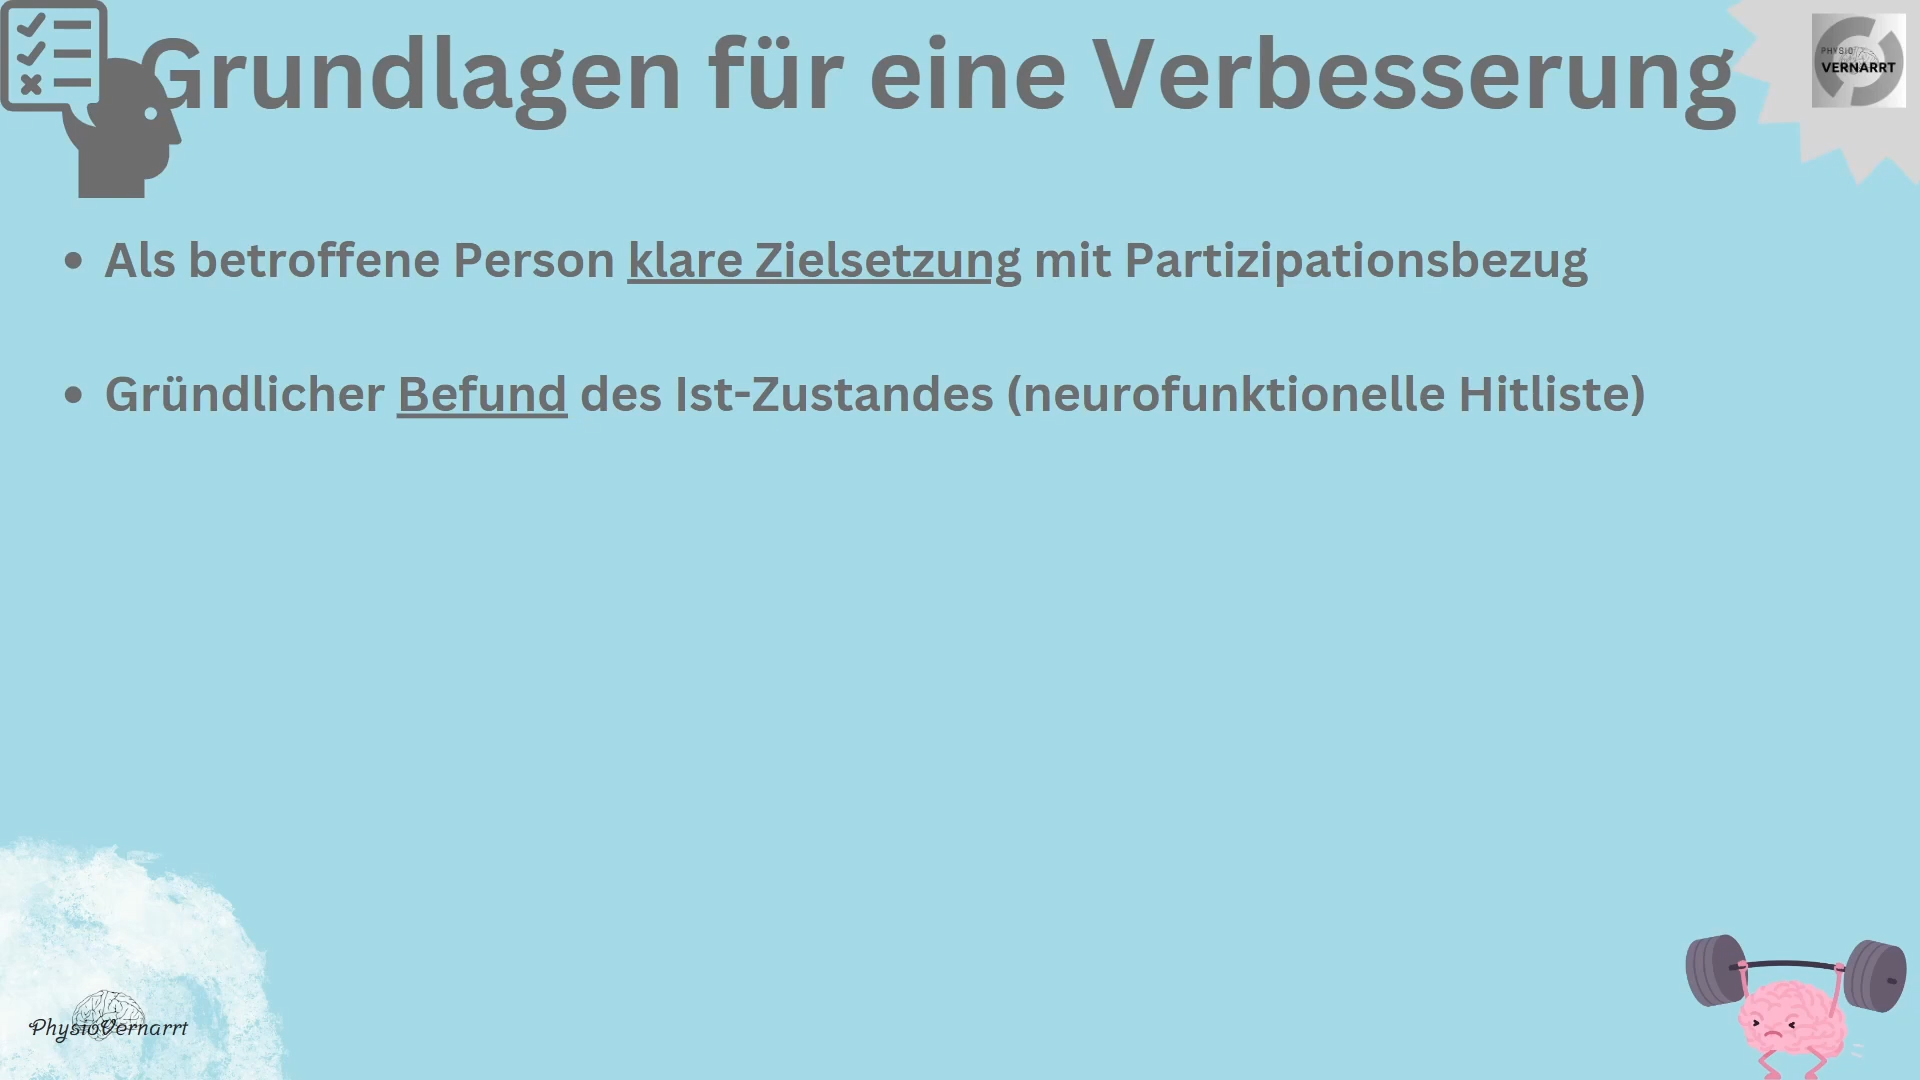 Grundlagen für eine Verbesserung
PHYSIO
VERNARRT
• Als betroffene Person klare Zielsetzung mit Partizipationsbezug
• Gründlicher Befund des Ist-Zustandes (neurofunktionelle Hitliste)
PhysioVernarrt